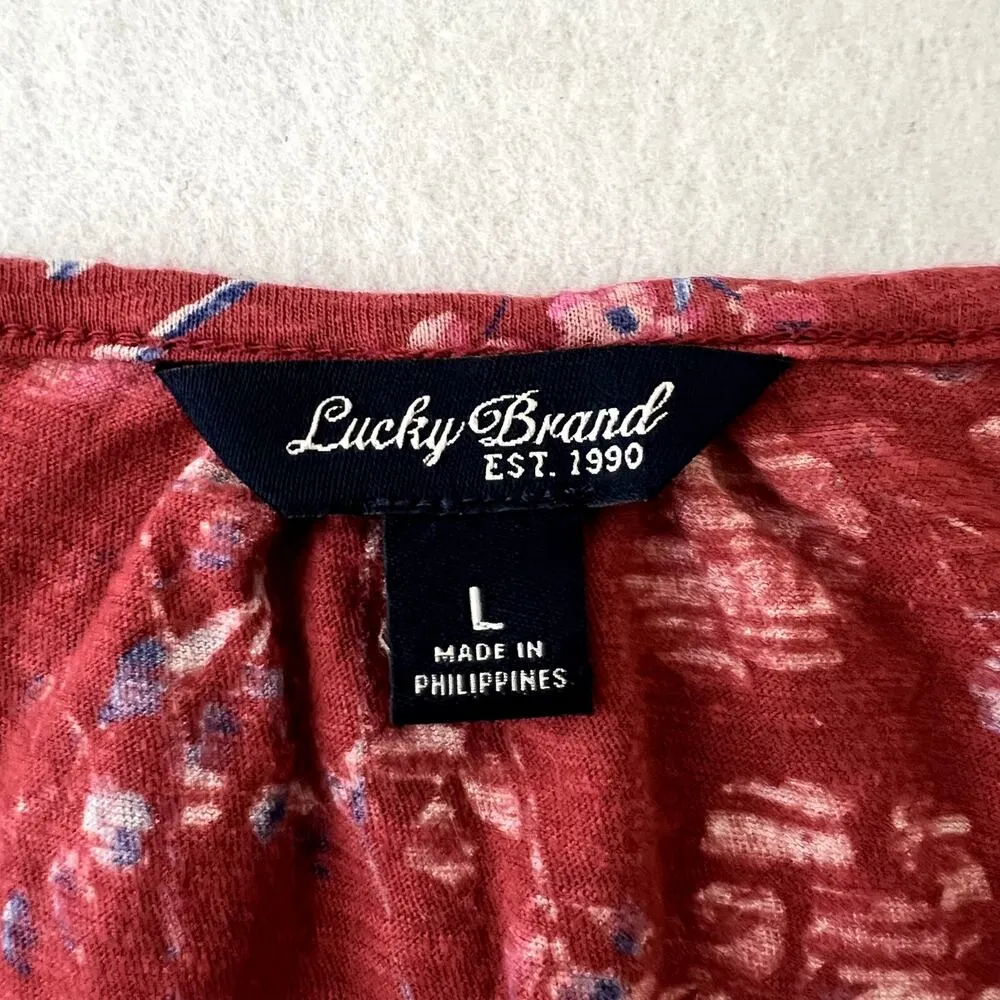 Lucky Brand
EST. 1990
L
MADE IN
PHILIPPINES